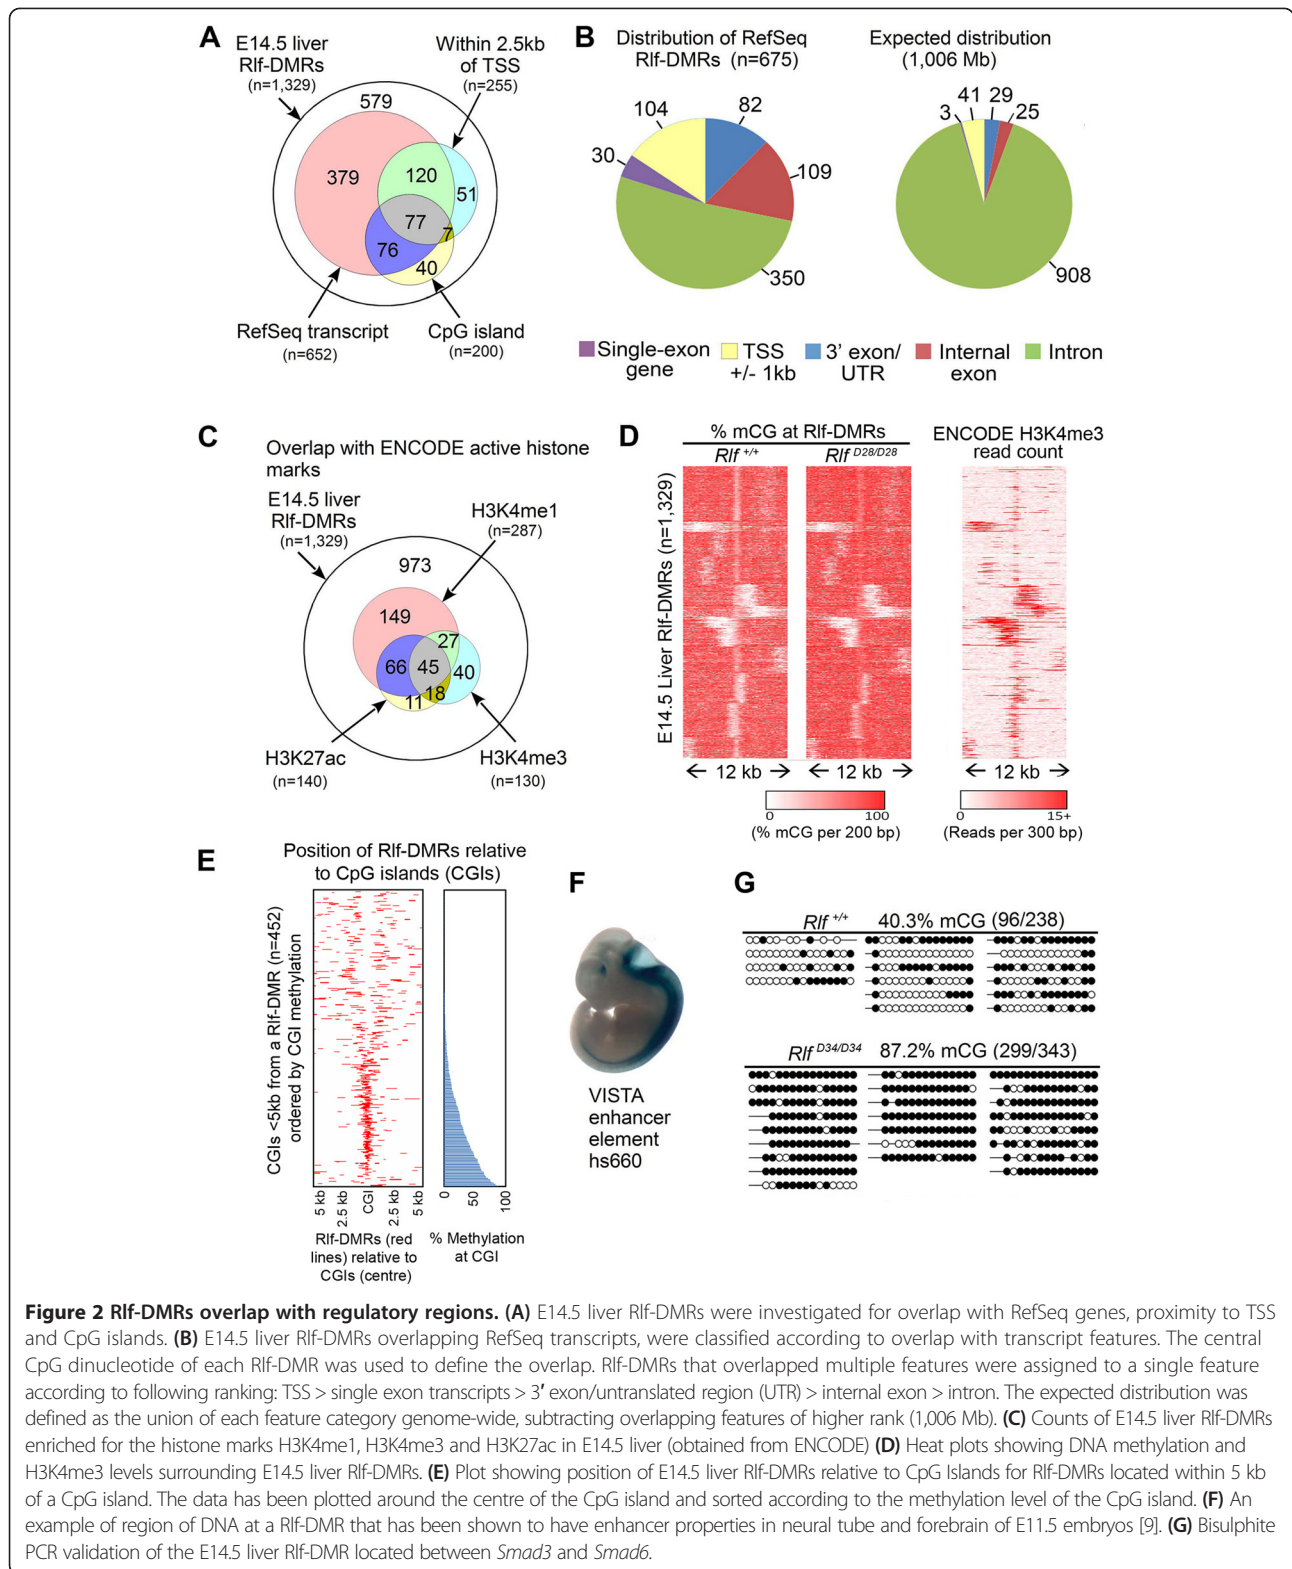 A
E14.5 liver
Rlf-DMRs
(n=1,329)
Within 2.5kb
of TSS
(n=255)
579
379
120
51
77
7
76
40
RefSeq transcript
(n=652)
CpG island
(n=200)
B
Distribution of RefSeq
Rlf-DMRs (n=675)
Expected distribution
(1,006 Mb)
104
82
30
109
350
41
29
3
25
908
Single-exon
gene
TSS
+/- 1kb
3' exon/
UTR
Internal
exon
Intron
C
Overlap with ENCODE active histone
marks
E14.5 liver
Rlf-DMRs
(n=1,329)
H3K4me1
(n=287)
973
149
27
66
45
40
18
11
H3K27ac
(n=140)
H3K4me3
(n=130)
D
% mCG at Rlf-DMRs
Rlf +/+
Rlf D28/D28
ENCODE H3K4me3
read count
E14.5 Liver Rlf-DMRs (n=1,329)
12 kb
12 kb
12 kb
0
100
(% mCG per 200 bp)
0
15+
(Reads per 300 bp)
E
Position of Rlf-DMRs relative
to CpG islands (CGIs)
CGIs <5kb from a Rlf-DMR (n=452)
ordered by CGI methylation
5 kb
2.5 kb
CGI
2.5 kb
5 kb
0
50
100
Rlf-DMRs (red
lines) relative to
CGIs (centre)
% Methylation
at CGI
F
VISTA
enhancer
element
hs660
G
Rlf +/+ 40.3% mCG (96/238)
Rlf D34/D34 87.2% mCG (299/343)
Figure 2 Rlf-DMRs overlap with regulatory regions. (A) E14.5 liver Rlf-DMRs were investigated for overlap with RefSeq genes, proximity to TSS
and CpG islands. (B) E14.5 liver Rlf-DMRs overlapping RefSeq transcripts, were classified according to overlap with transcript features. The central
CpG dinucleotide of each Rlf-DMR was used to define the overlap. Rlf-DMRs that overlapped multiple features were assigned to a single feature
according to following ranking: TSS > single exon transcripts > 3′ exon/untranslated region (UTR) > internal exon > intron. The expected distribution was
defined as the union of each feature category genome-wide, subtracting overlapping features of higher rank (1,006 Mb). (C) Counts of E14.5 liver Rlf-DMRs
enriched for the histone marks H3K4me1, H3K4me3 and H3K27ac in E14.5 liver (obtained from ENCODE) (D) Heat plots showing DNA methylation and
H3K4me3 levels surrounding E14.5 liver Rlf-DMRs. (E) Plot showing position of E14.5 liver Rlf-DMRs relative to CpG Islands for Rlf-DMRs located within 5 kb
of a CpG island. The data has been plotted around the centre of the CpG island and sorted according to the methylation level of the CpG island. (F) An
example of region of DNA at a Rlf-DMR that has been shown to have enhancer properties in neural tube and forebrain of E11.5 embryos [9]. (G) Bisulphite
PCR validation of the E14.5 liver Rlf-DMR located between Smad3 and Smad6.